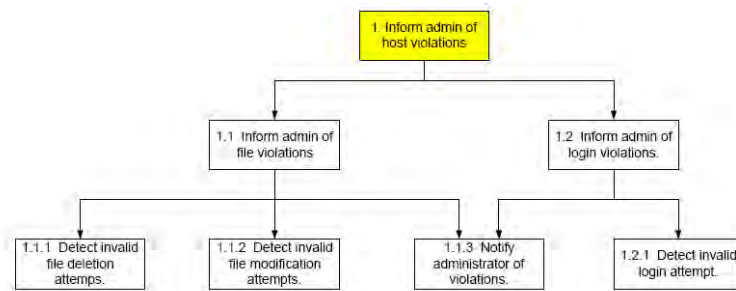 1. Inform admin of
host violations
1.1 Inform admin of
file violations
1.2 Inform admin of
login violations.
1.1.1 Detect invalid
file deletion
attemps.
1.1.2 Detect invalid
file modification
attempts.
1.1.3 Notify
administrator of
violations.
1.2.1 Detect invalid
login attempt.